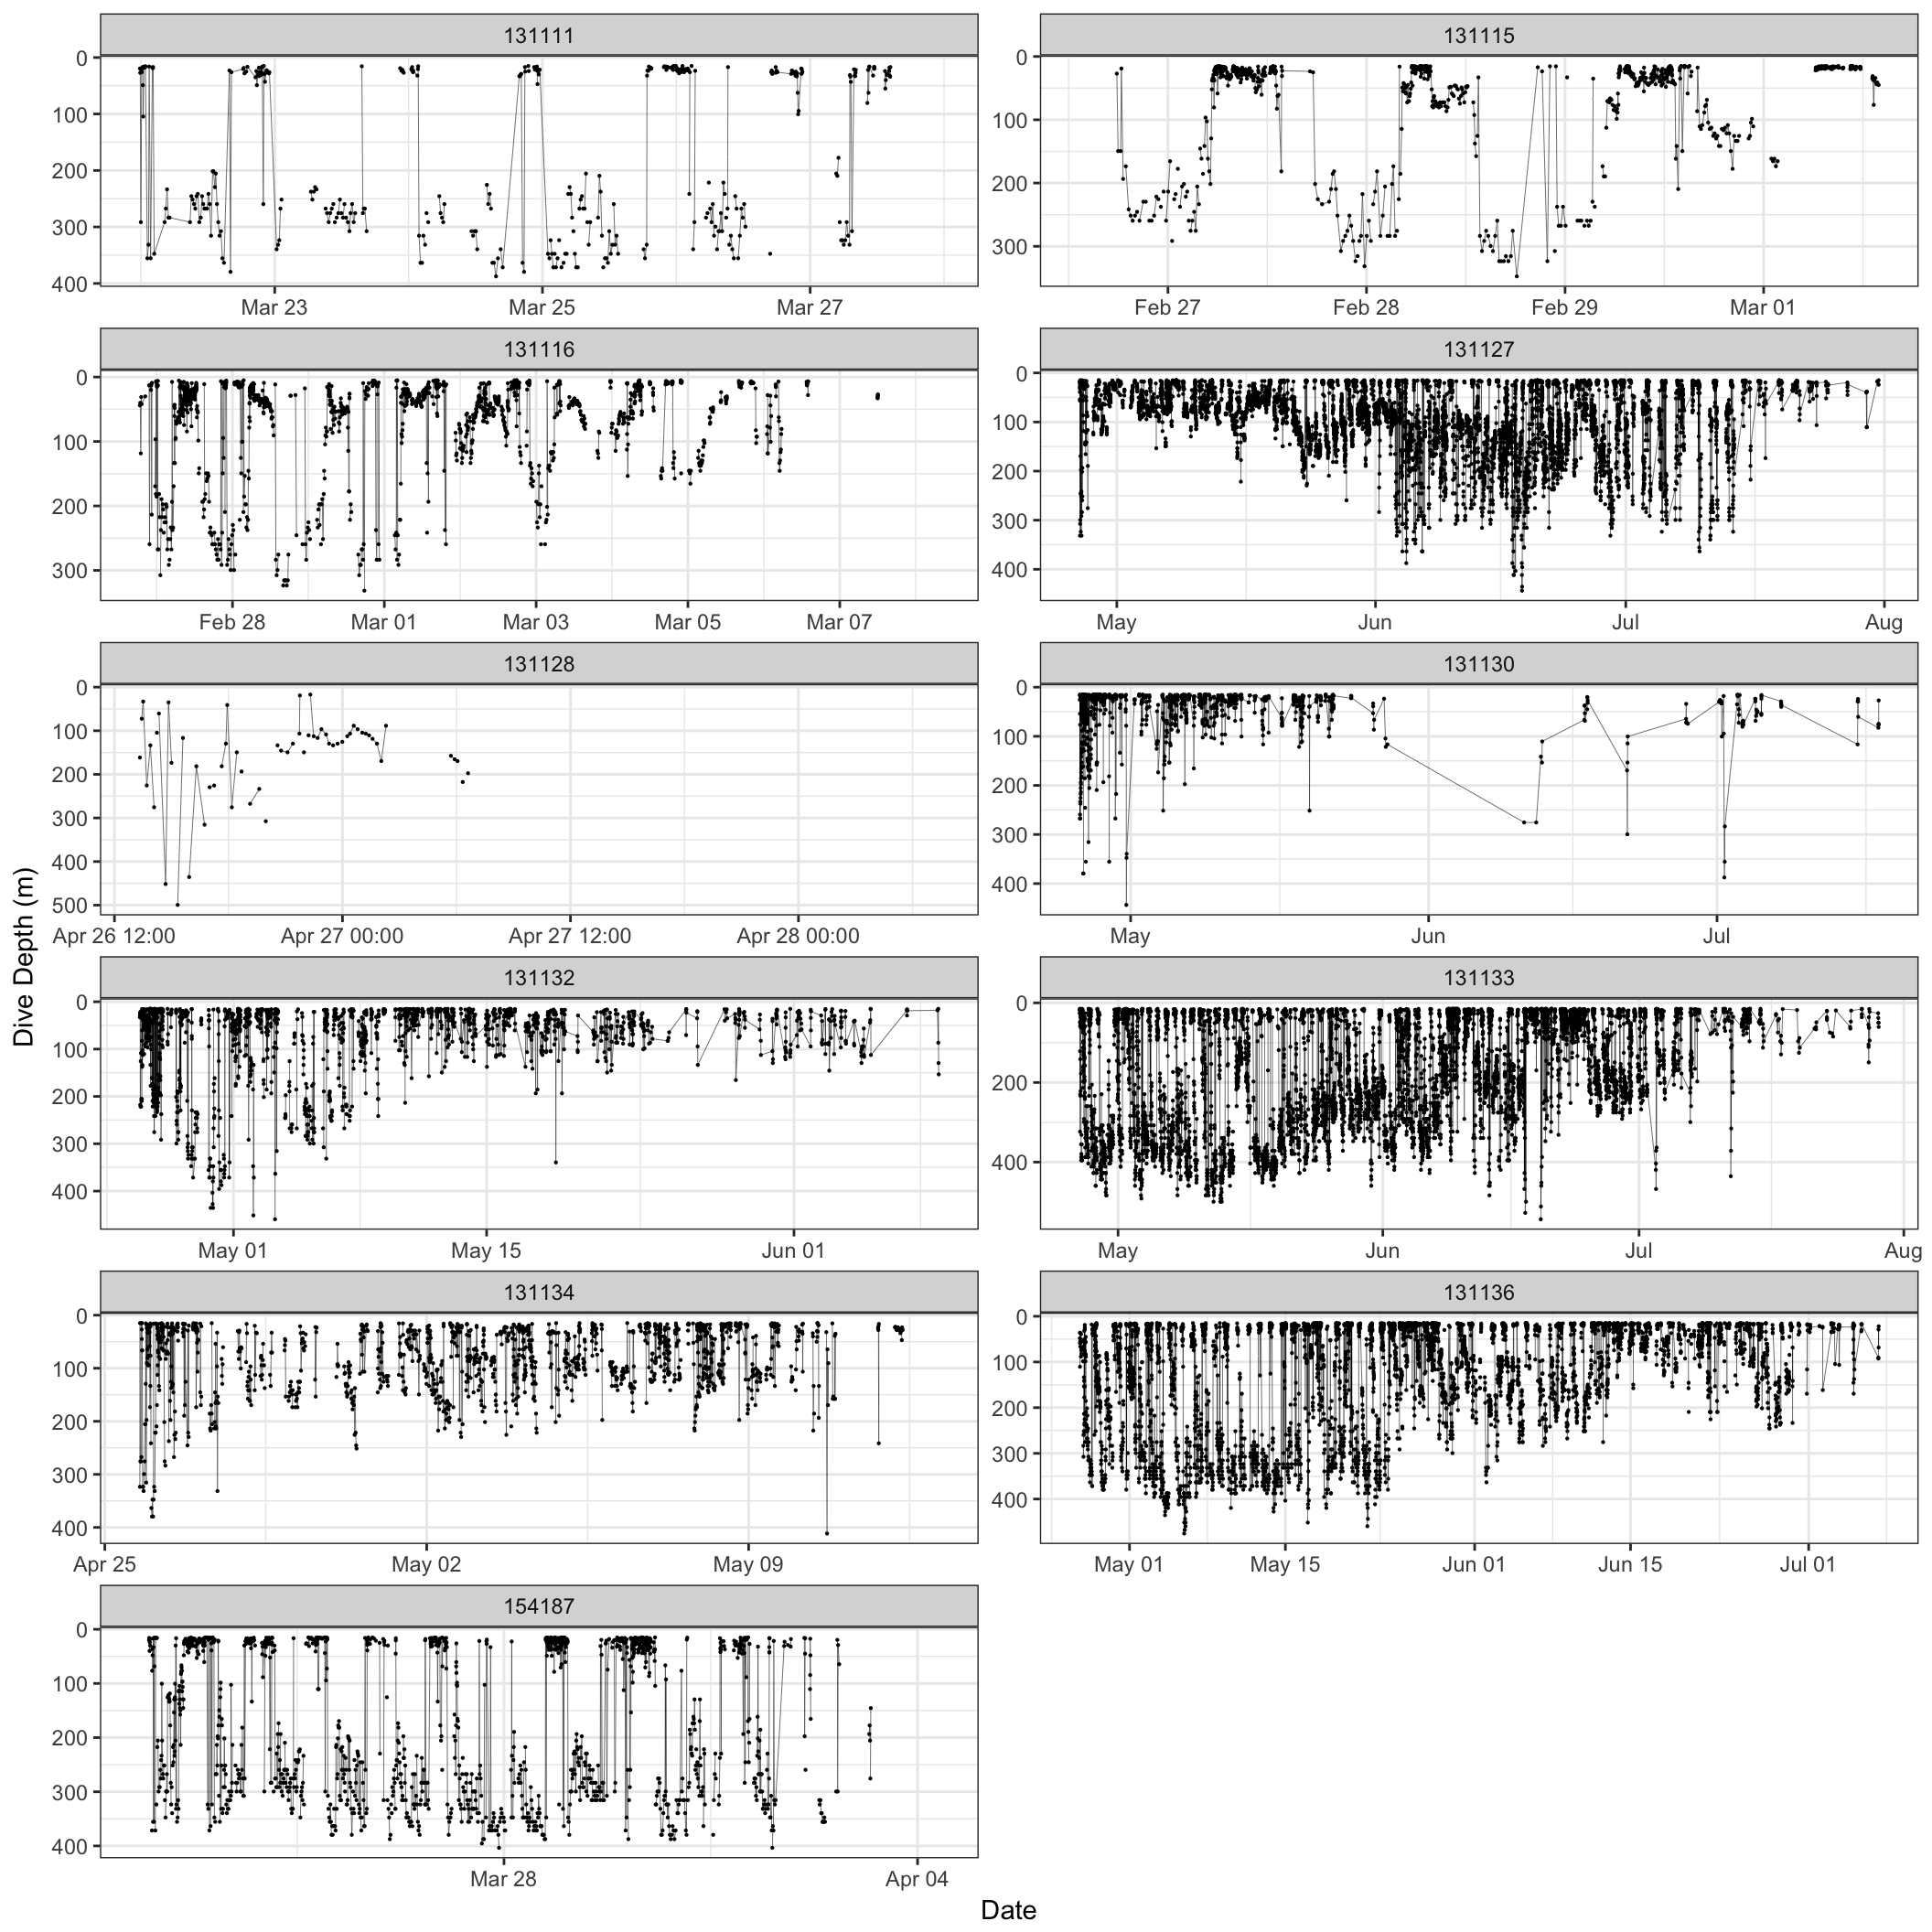 131111
131115
0
100
200
300
400
0
100
200
300
Mar 23
Mar 25
Mar 27
Feb 27
Feb 28
Feb 29
Mar 01
131116
131127
0
100
200
300
0
100
200
300
400
Feb 28
Mar 01
Mar 03
Mar 05
Mar 07
May
Jun
Jul
Aug
131128
131130
0
100
200
300
400
500
0
100
200
300
400
Apr 26 12:00
Apr 27 00:00
Apr 27 12:00
Apr 28 00:00
May
Jun
Jul
Dive Depth (m)
131132
131133
0
100
200
300
400
0
200
400
May 01
May 15
Jun 01
May
Jun
Jul
Aug
131134
131136
0
100
200
300
400
0
100
200
300
400
Apr 25
May 02
May 09
May 01
May 15
Jun 01
Jun 15
Jul 01
154187
0
100
200
300
400
Mar 28
Apr 04
Date